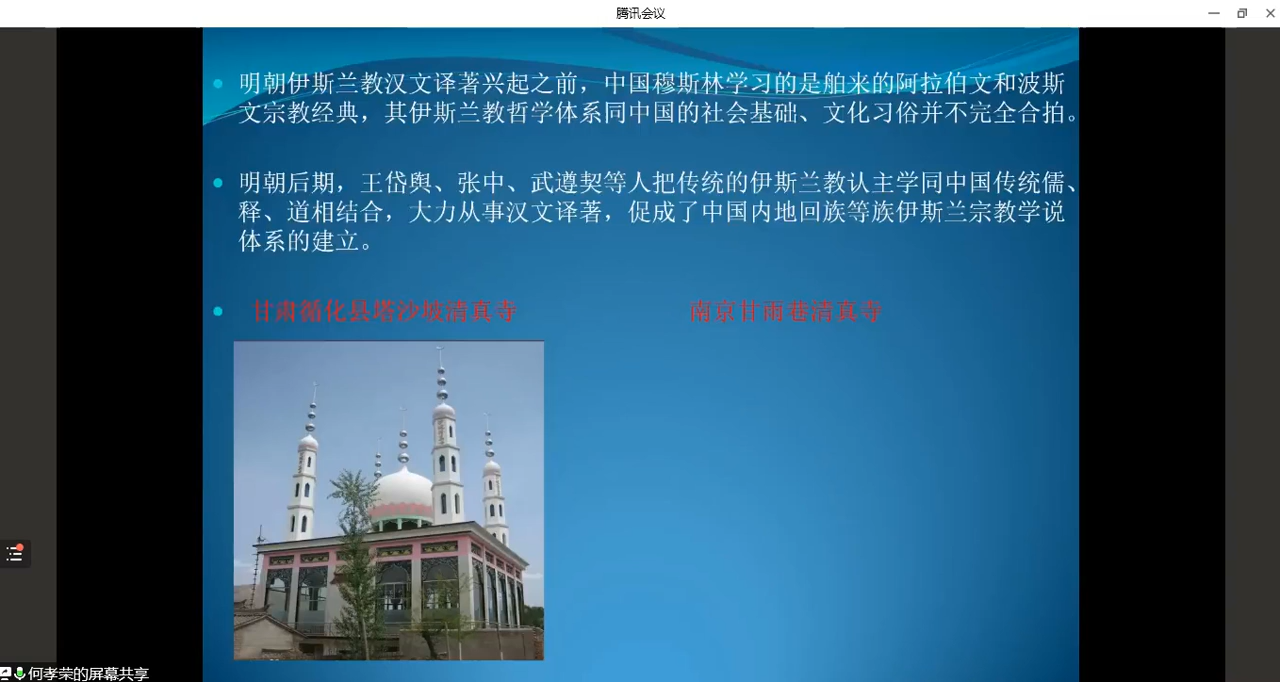 腾讯会议
明朝伊斯兰教汉文译著兴起之前，中国穆斯林学习的是舶来的阿拉伯文和波斯
文宗教经典，其伊斯兰教哲学体系同中国的社会基础、文化习俗并不完全合拍。
明朝后期，王岱舆、张中、武遵契等人把传统的伊斯兰教认主学同中国传统儒、
释、道相结合，大力从事汉文译著，促成了中国内地回族等族伊斯兰宗教学说
体系的建立。
甘肃循化县塔沙坡清真寺 南京甘雨巷清真寺
何孝荣的屏幕共享